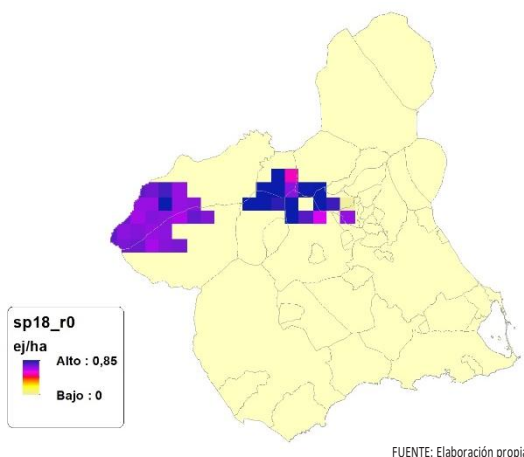 sp18_r0
ej/ha
Alto : 0,85
Bajo : 0
FUENTE: Elaboración propia